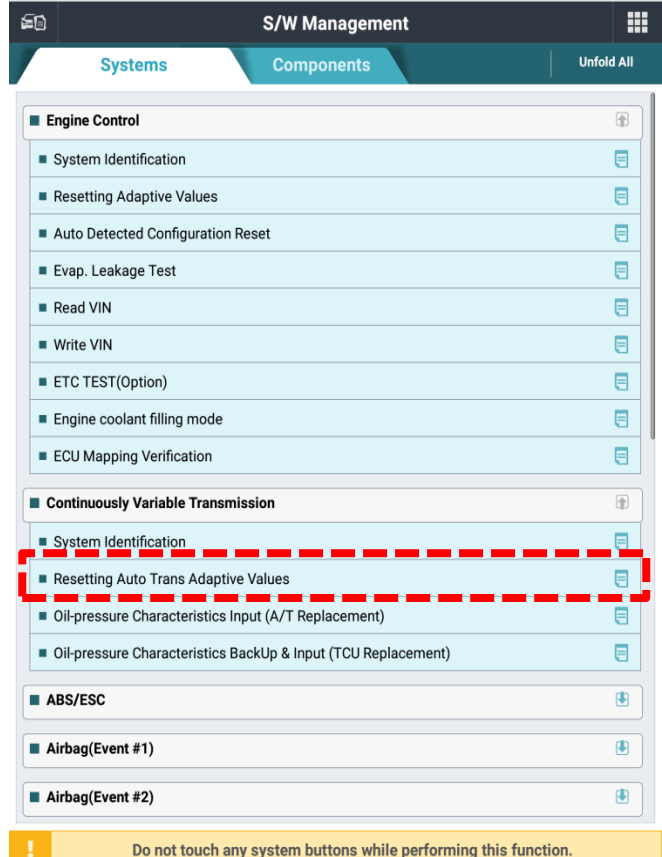 S/W Management
Systems
Components
Unfold All
Engine Control
System Identification
Resetting Adaptive Values
Auto Detected Configuration Reset
Evap. Leakage Test
Read VIN
Write VIN
ETC TEST(Option)
Engine coolant filling mode
ECU Mapping Verification
Continuously Variable Transmission
System Identification
Resetting Auto Trans Adaptive Values
Oil-pressure Characteristics Input (A/T Replacement)
Oil-pressure Characteristics BackUp & Input (TCU Replacement)
ABS/ESC
Airbag(Event #1)
Airbag(Event #2)
! Do not touch any system buttons while performing this function.